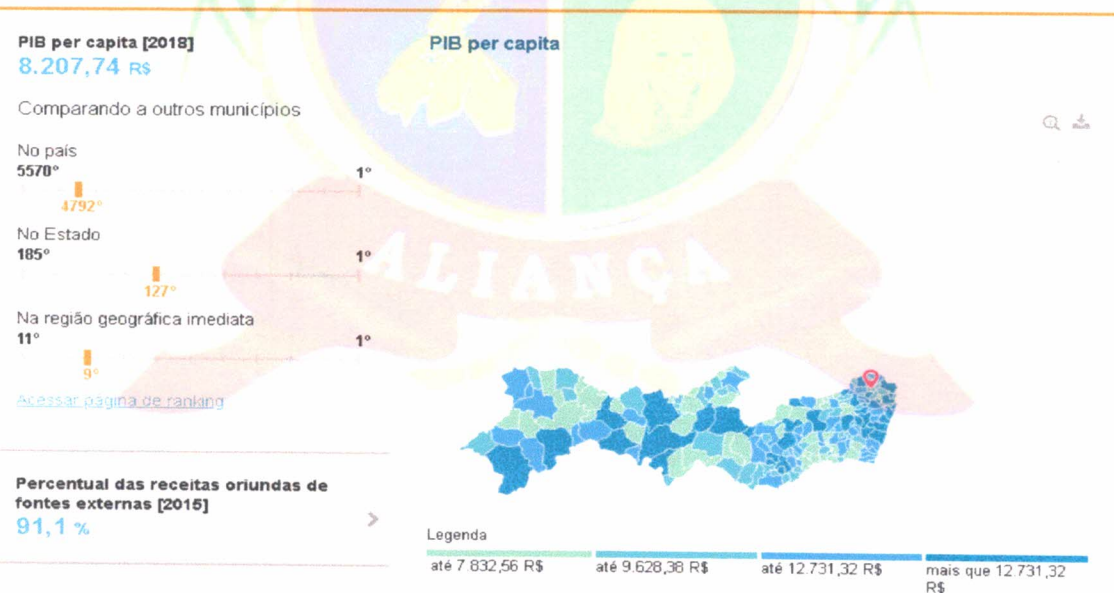 PIB per capita [2018]
8.207,74 R$
Comparando a outros municípios
No país
5570°
1°
4792°
No Estado
185°
1°
127°
Na região geográfica imediata
11°
1°
9°
Acessar página de ranking
Percentual das receitas oriundas de
fontes externas [2015]
91,1 %
PIB per capita
ALIANÇA
Legenda
até 7.832,56 R$
até 9.628,38 R$
até 12.731,32 R$
mais que 12.731,32
R$